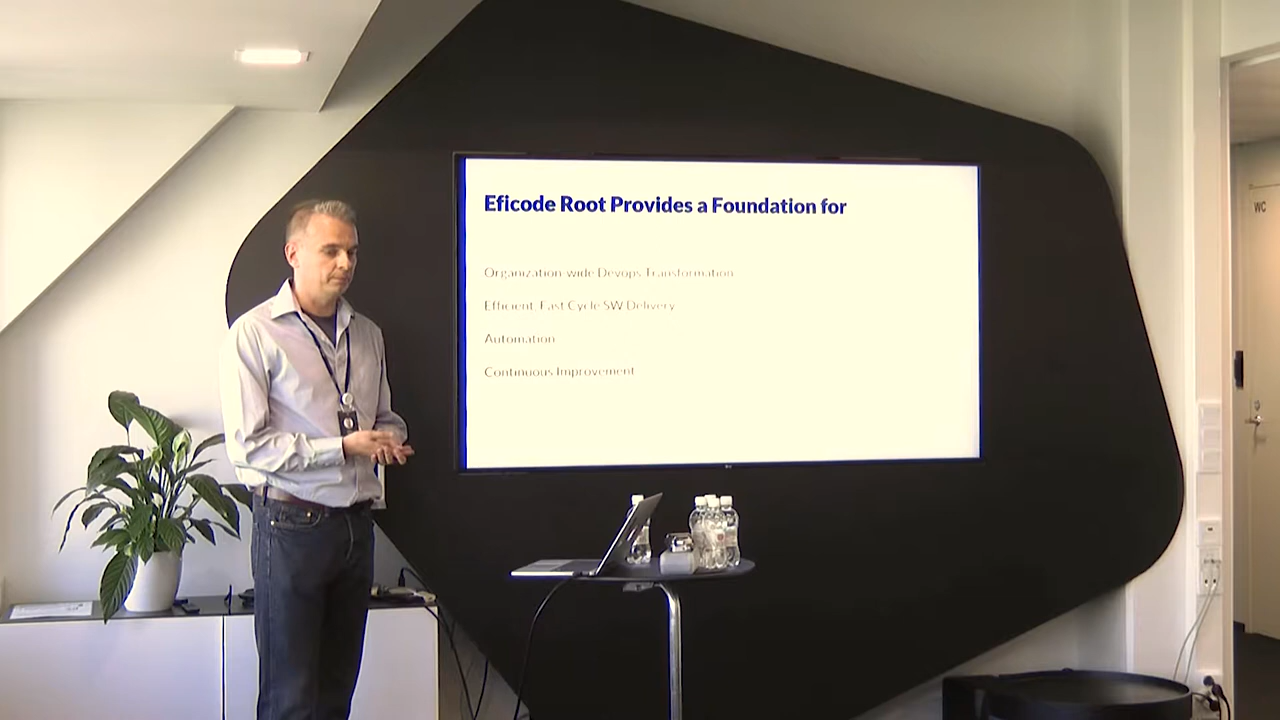 Eficode Root Provides a Foundation for
Organization-wide Devops Transformation
Efficient, Fast Cycle SW Delivery
Automation
Continuous Improvement
WC